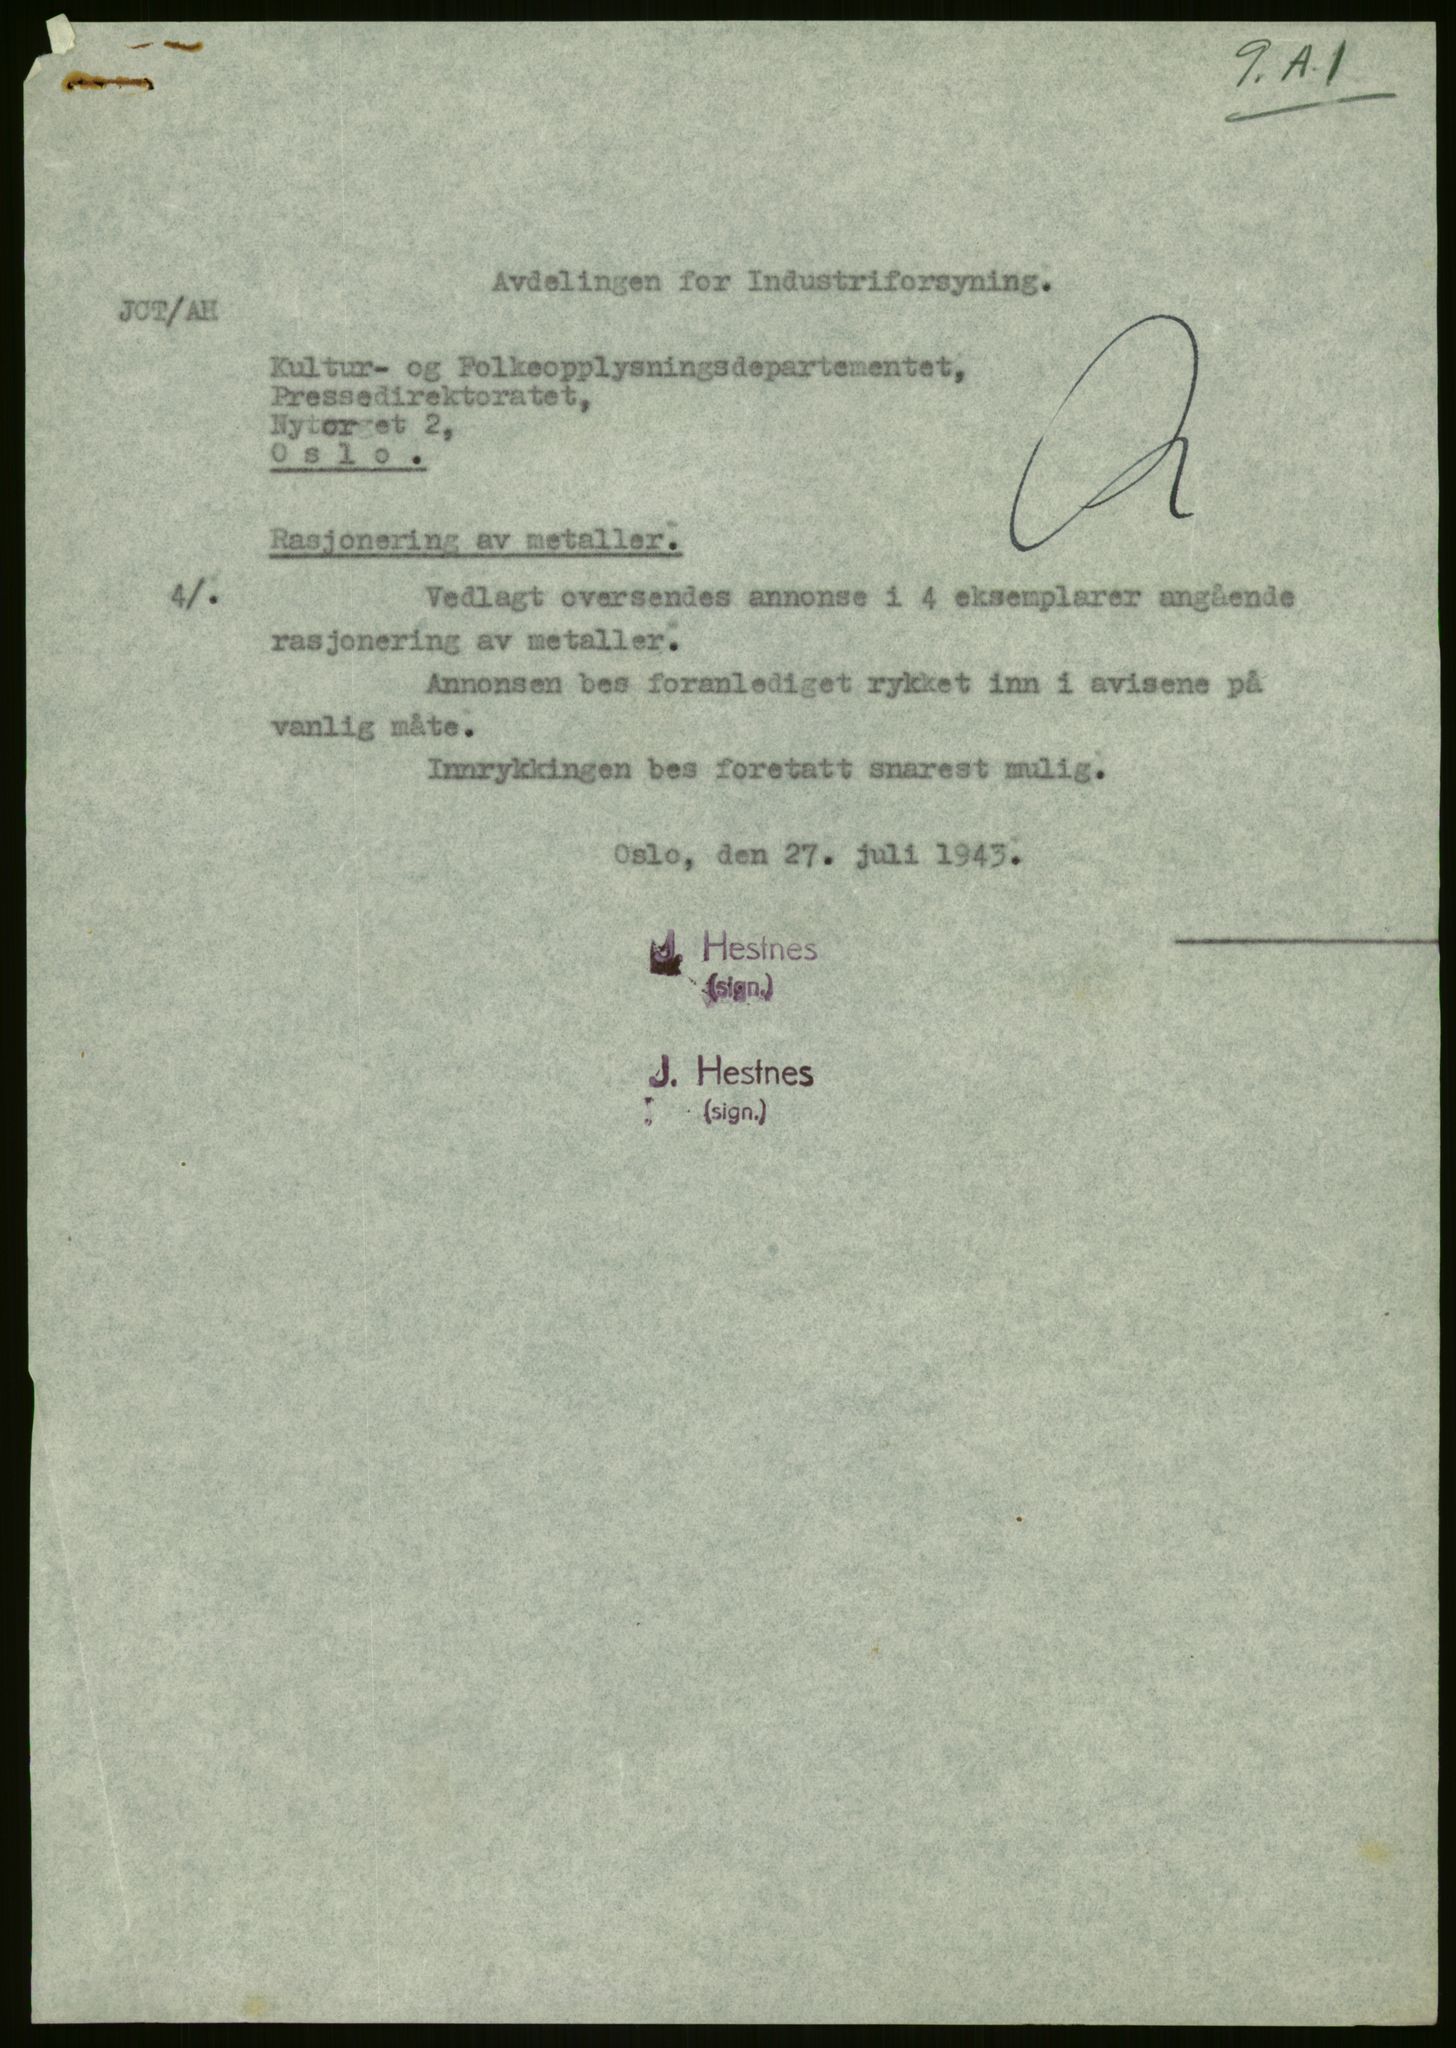 9. A. 1
Avdelingen for Industriforsyning.
JCT/AH
Kultur- og Folkeopplysningsdepartementet,
Pressedirektoratet,
Nytorget 2,
O s l o .
Rasjonering av metaller.
4/. Vedlagt oversendes annonse i 4 eksemplarer angående
rasjonering av metaller.
Annonsen bes foranlediget rykket inn i avisene på
vanlig måte.
Innrykkingen bes foretatt snarest mulig.
Oslo, den 27. juli 1943.
J. Hestnes
(sign.)
J. Hestnes
(sign.)